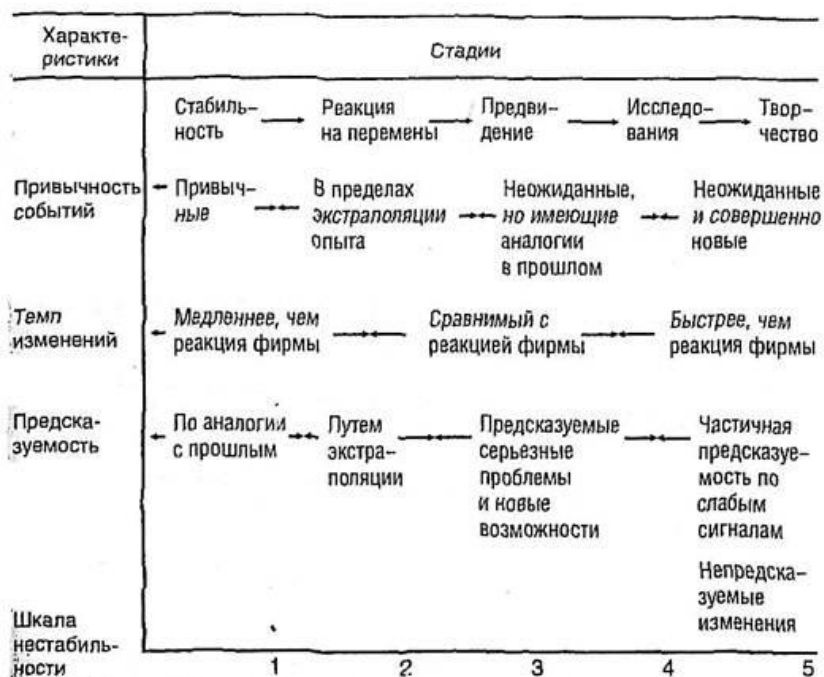 Характе-
ристики
Стадии
Стабиль-
ность
Реакция
на перемены
Предви-
дение
Исследо-
вания
Твор-
чество
Привычность
событий
Привыч-
ные
В пределах
экстраполяции
опыта
Неожиданные,
но имеющие
аналогии
в прошлом
Неожиданные
и совершенно
новые
Темп
изменений
Медленнее, чем
реакция фирмы
Сравнимый с
реакцией фирмы
Быстрее, чем
реакция фирмы
Предска-
зуемость
По аналогии
с прошлым
Путем
экстра-
поляции
Предсказуемые
серьезные
проблемы
и новые
возможности
Частичная
предсказуе-
мость по
слабым
сигналам
Непредска-
зуемые
изменения
Шкала
нестабиль-
ности
1 2 3 4 5